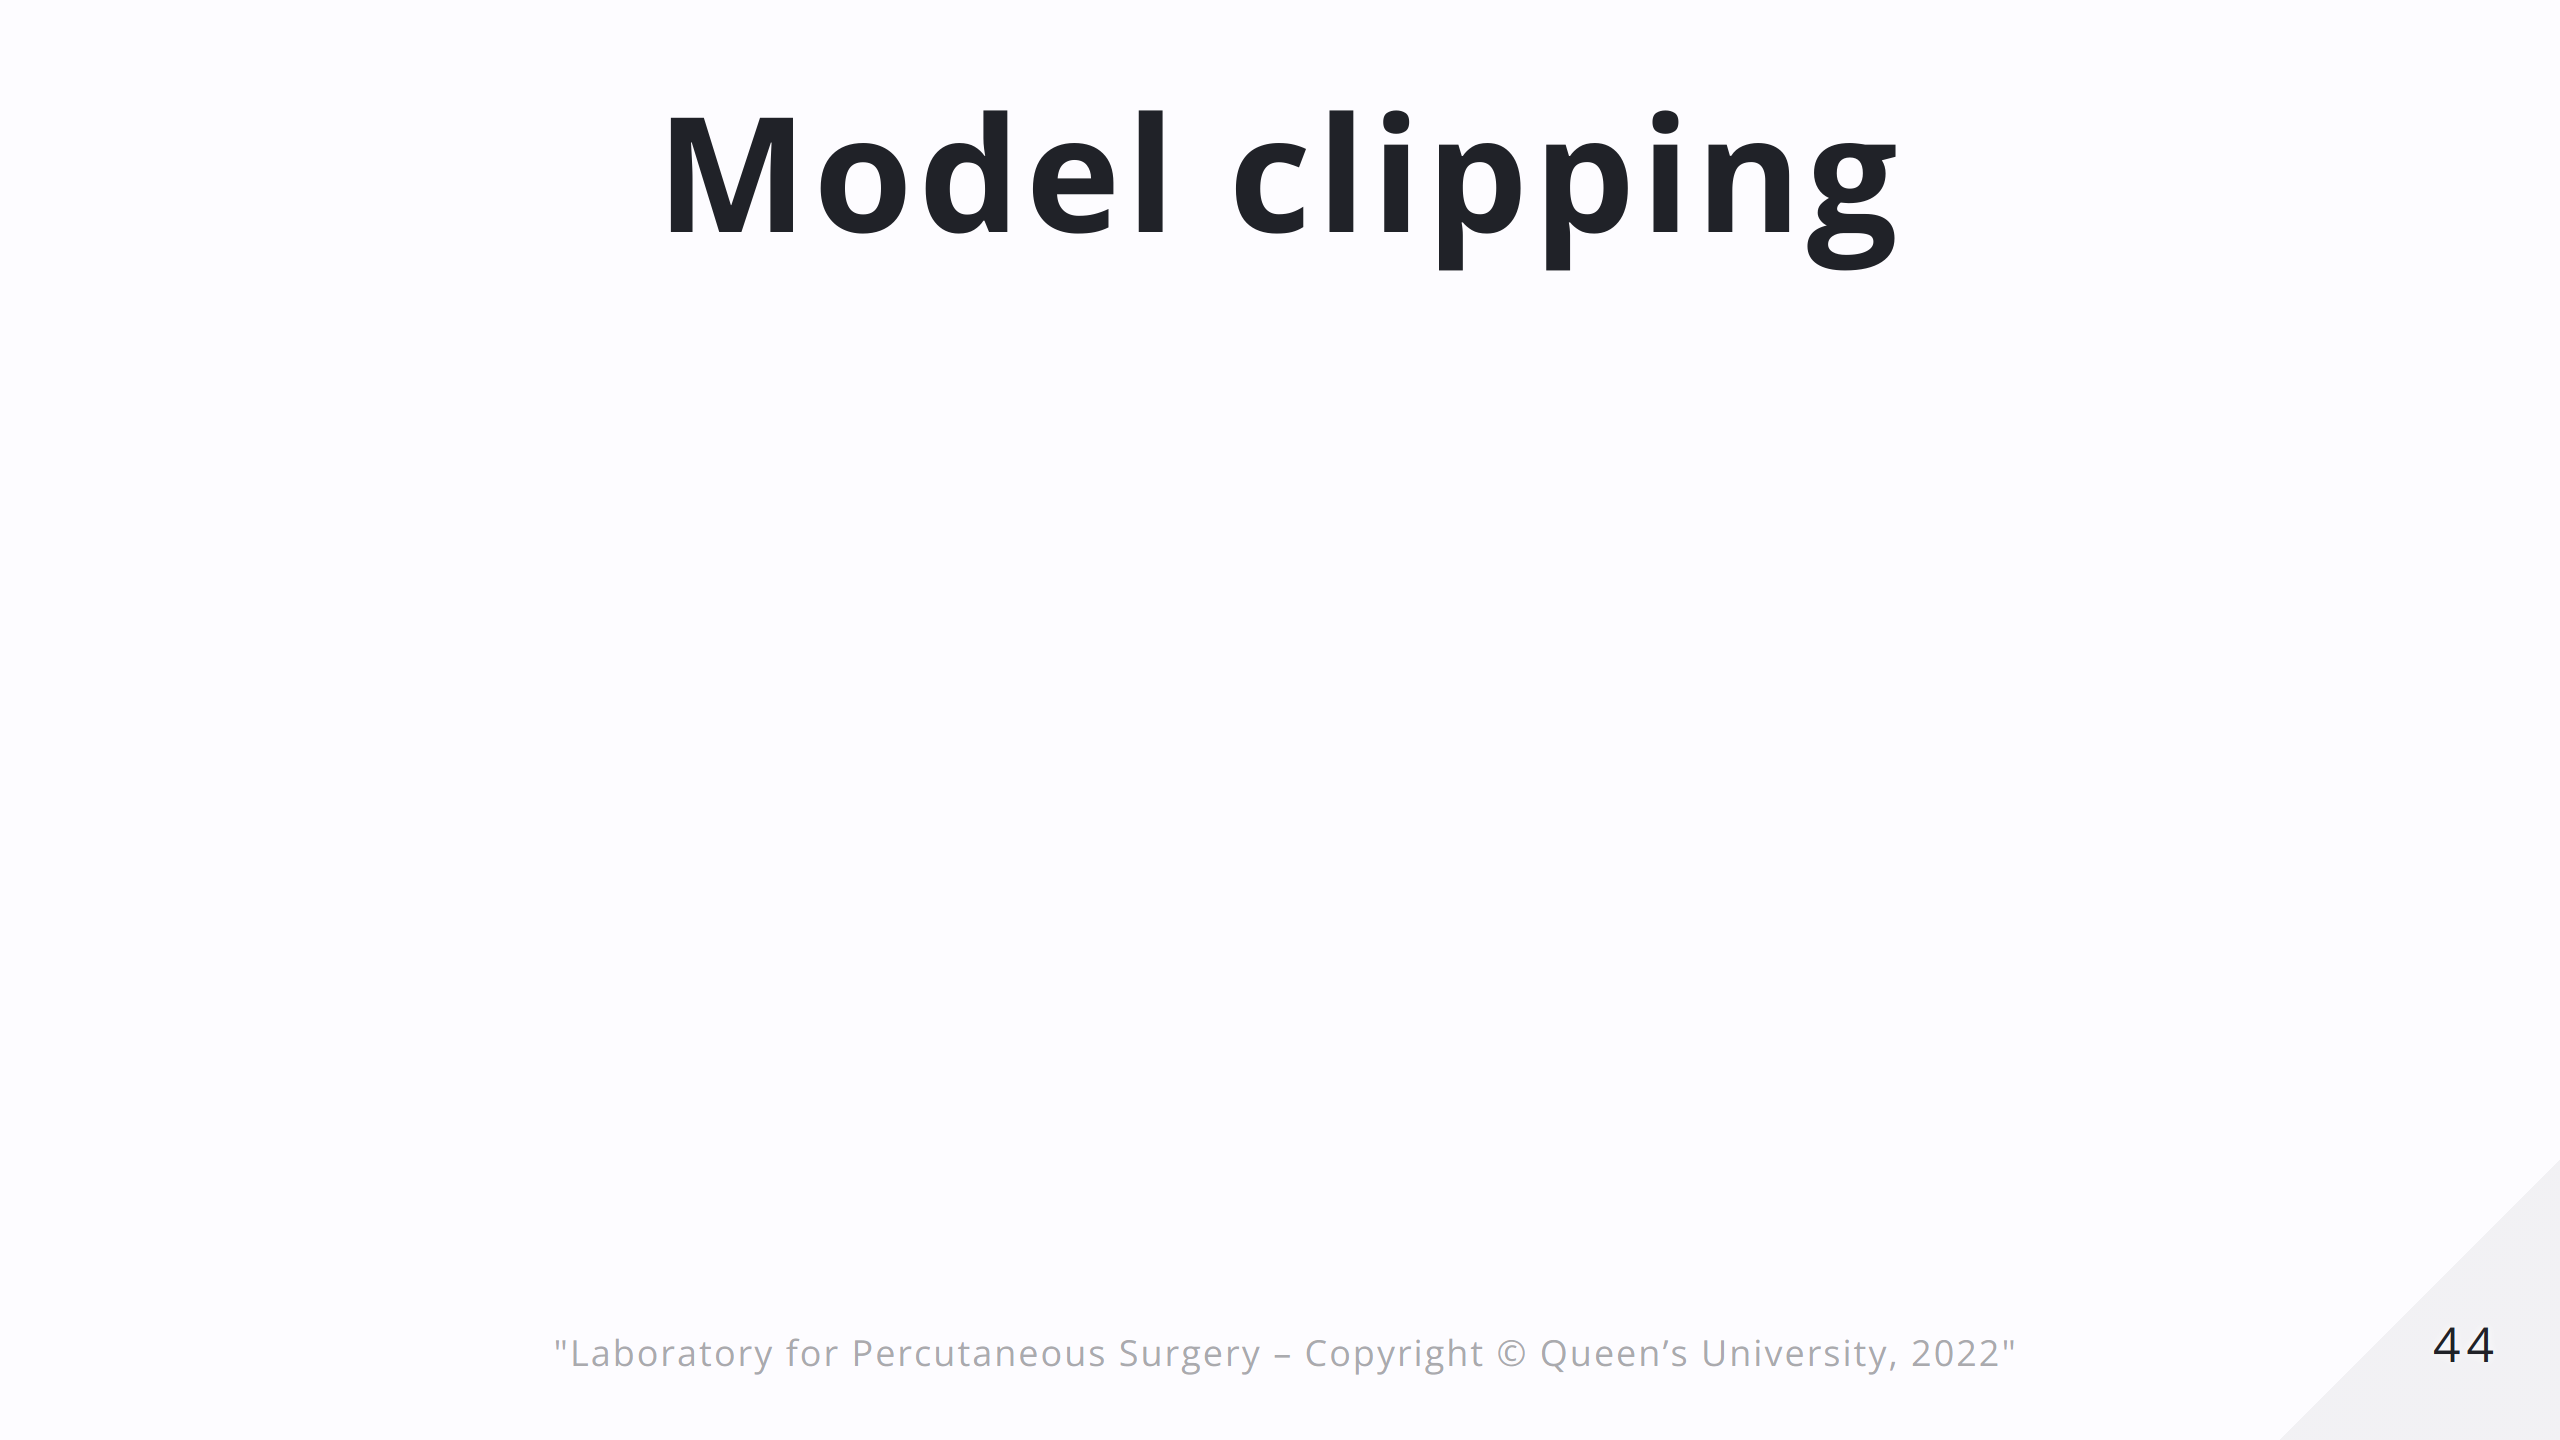 Model clipping
"Laboratory for Percutaneous Surgery – Copyright © Queen’s University, 2022"
44